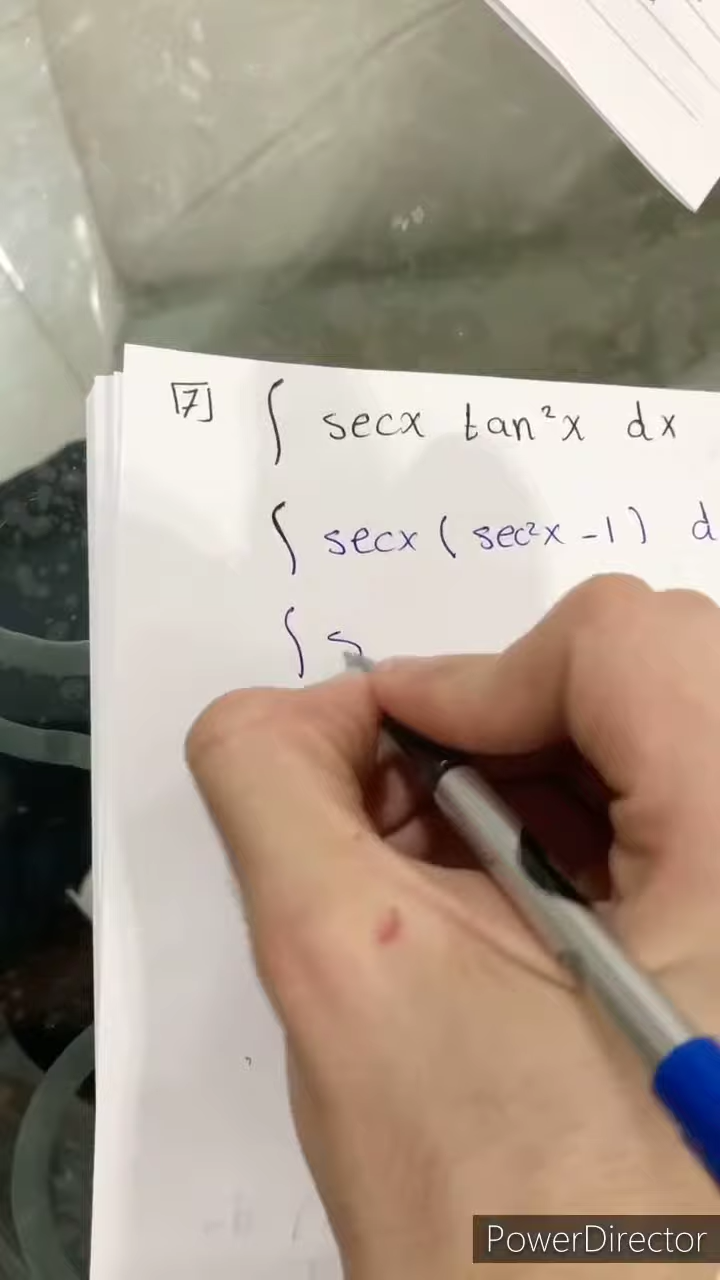 7 ∫ secx tan²x dx
∫ secx ( sec²x -1 ) d
∫ s
PowerDirector